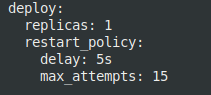 deploy:
  replicas: 1
  restart_policy:
    delay: 5s
    max_attempts: 15